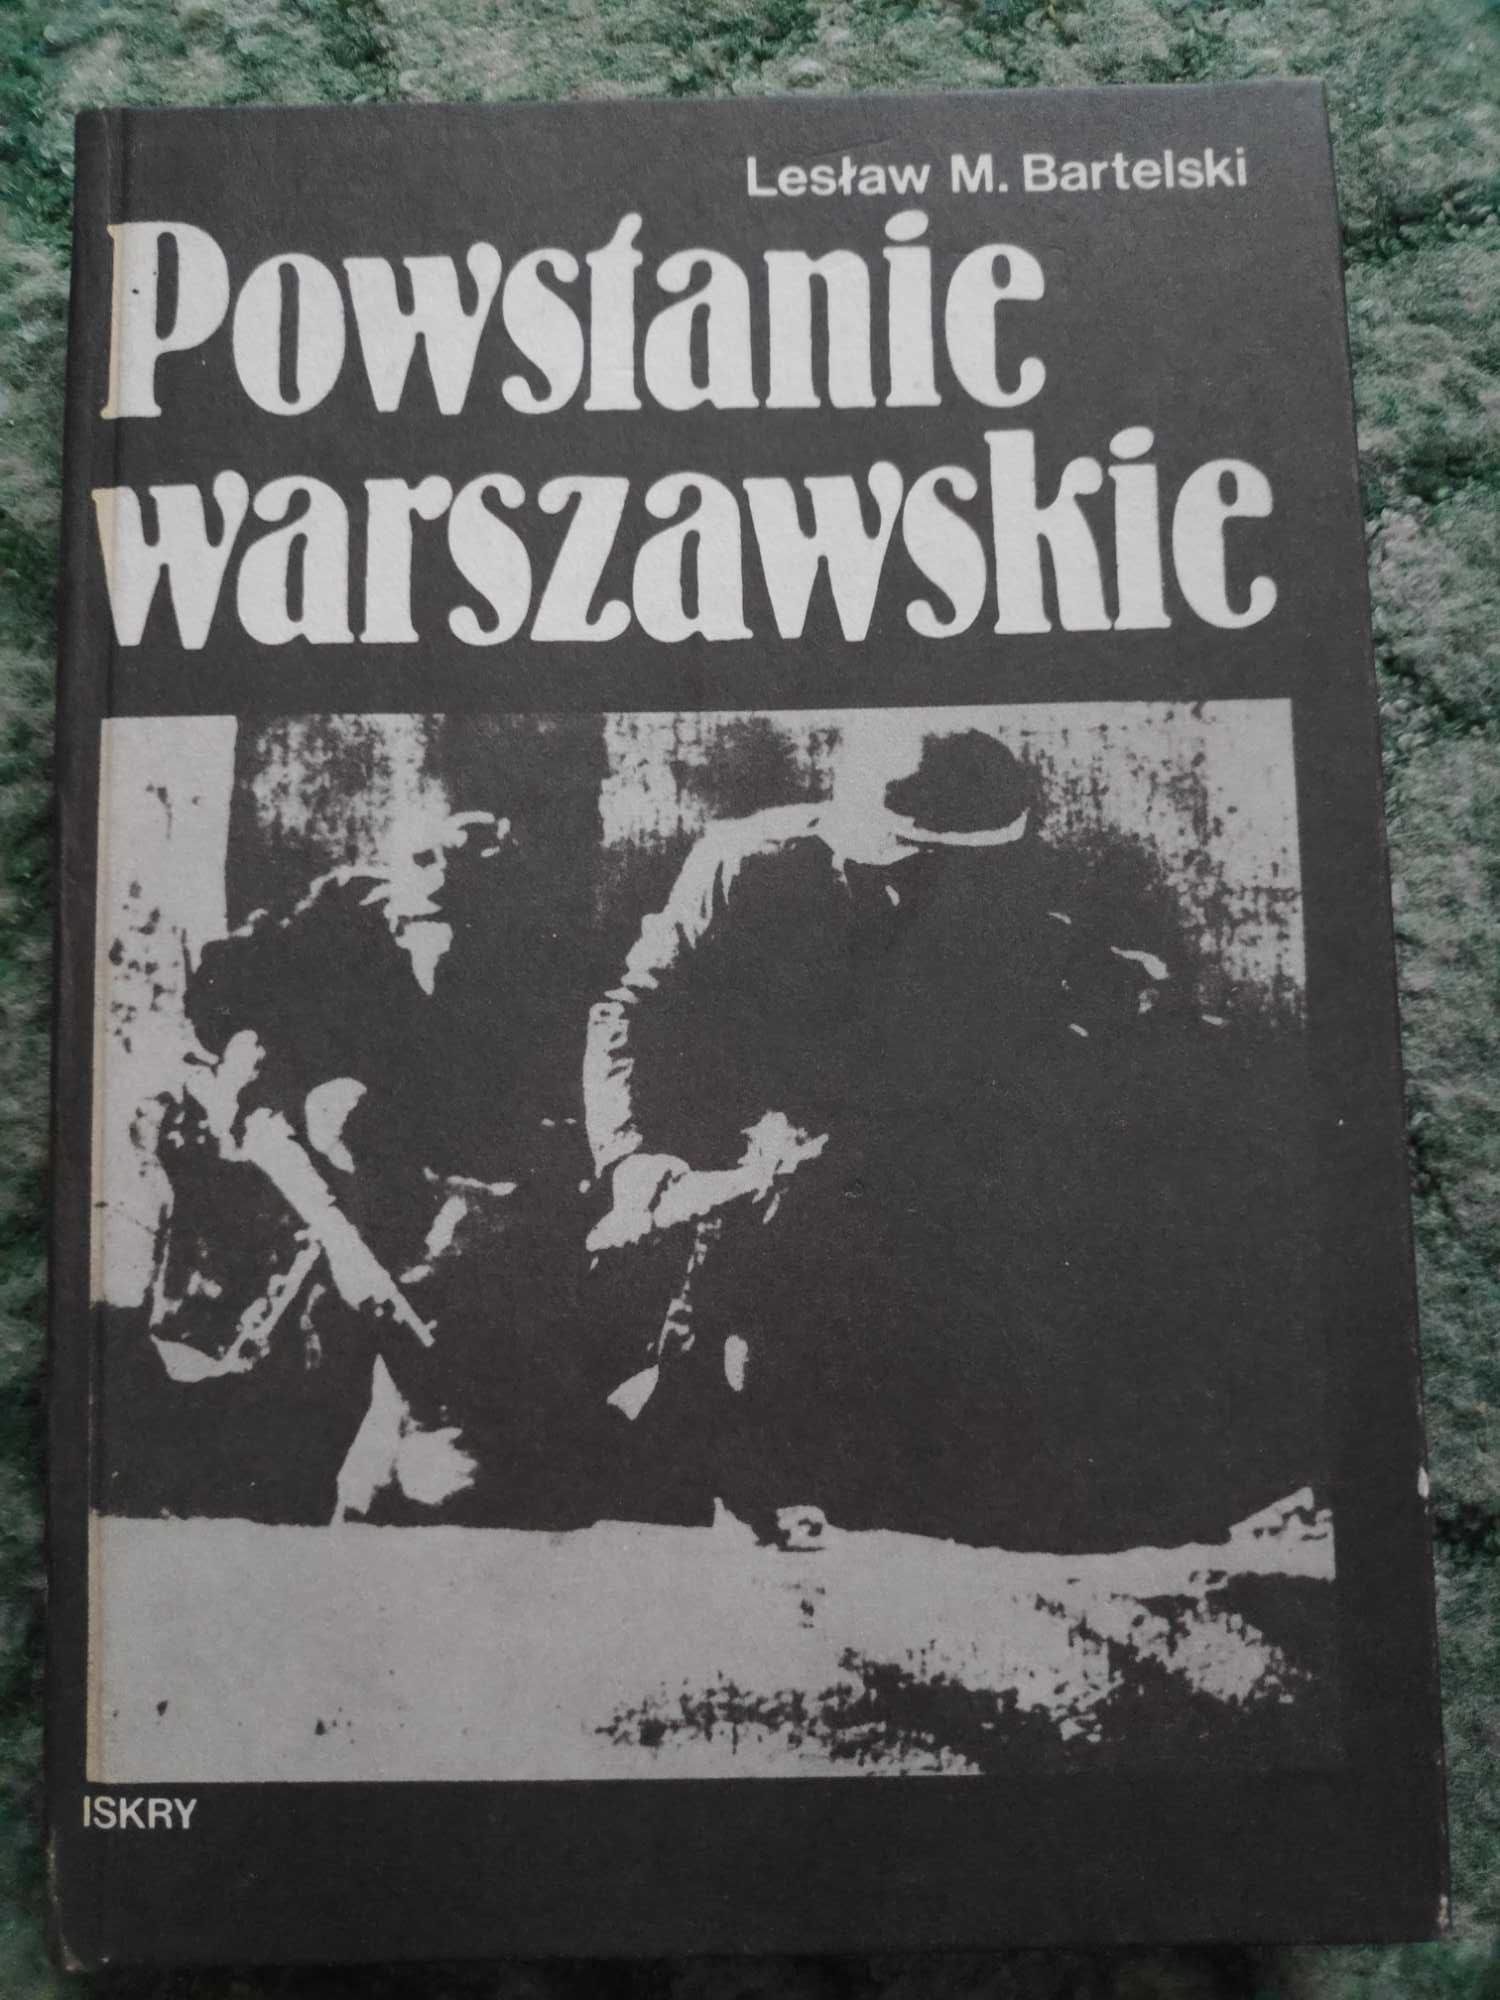 Lesław M. Bartelski
Powstanie
warszawskie
ISKRY